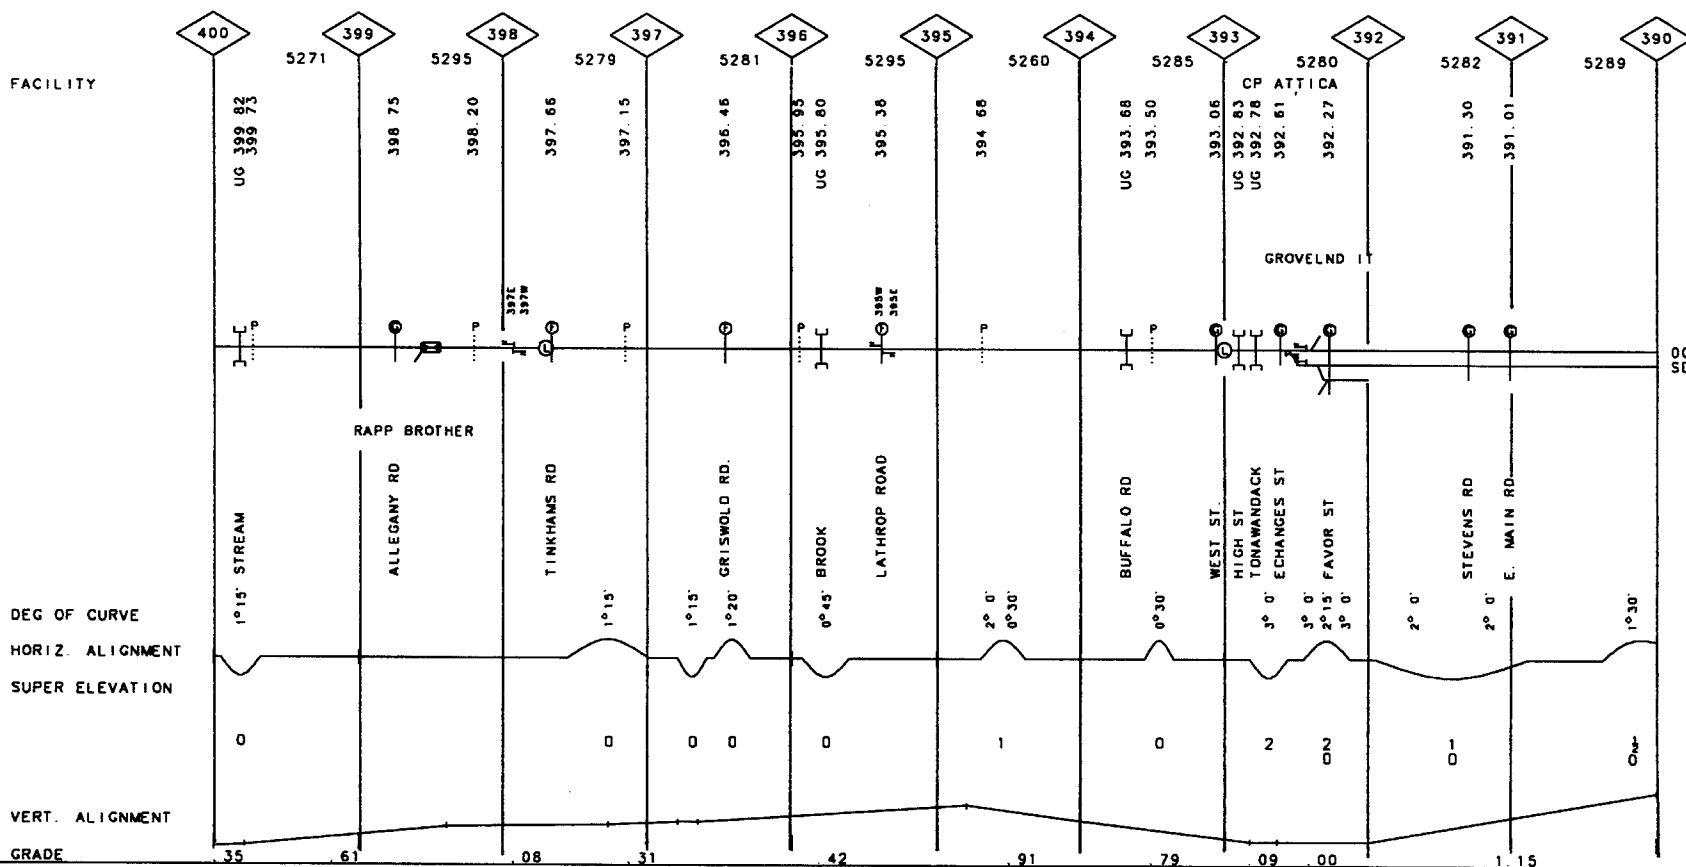 400 399 398 397 396 395 394 393 392 391 390
5271 5295 5279 5281 5295 5260 5285 5280 5282 5289
FACILITY
CP ATTICA
UG 399.82
399.73
398.75
398.20
397.66
397.15
396.46
395.95
UG 395.80
395.38
394.68
UG 393.68
393.50
393.06
UG 392.83
UG 392.78
392.61
392.27
391.30
391.01
GROVELND IT
397E
397W
395W
395E
P P P P P P
G F F F G G G G G
L L
RAPP BROTHER
STREAM
ALLEGANY RD.
TINKHAMS RD
GRISWOLD RD.
BROOK
LATHROP ROAD
BUFFALO RD
WEST ST.
HIGH ST
TONAWANDACK
ECHANGES ST
FAVOR ST
STEVENS RD
E. MAIN RD.
DEG OF CURVE
1°15' 1°15' 1°15' 1°20' 0°45' 2° 0' 0°30' 0°30' 3° 0' 3° 0' 2°15' 3° 0' 2° 0' 2° 0' 1°30'
HORIZ. ALIGNMENT
SUPER ELEVATION
0 0 0 0 0 1 0 2 2 1
0 0 0
VERT. ALIGNMENT
GRADE .35 .61 .08 .31 .42 .91 .79 .09 .00 1.15